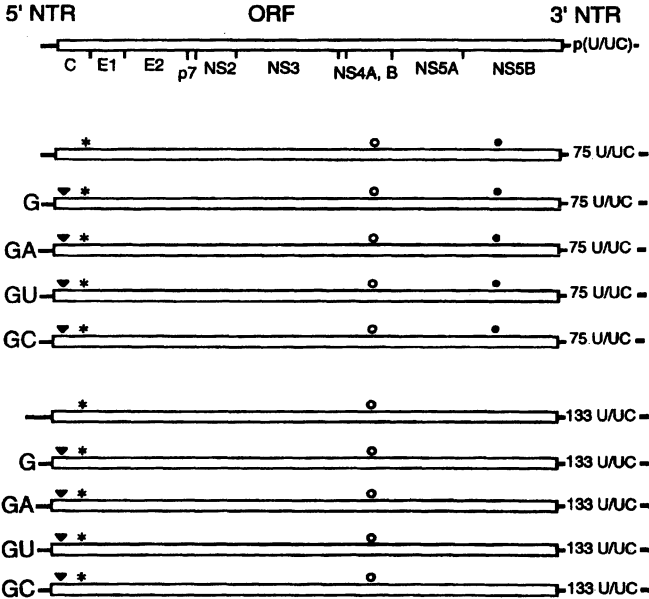 5' NTR ORF 3' NTR
p(U/UC)-
C E1 E2 p7 NS2 NS3 NS4A, B NS5A NS5B
* 75 U/UC
G * 75 U/UC
GA * 75 U/UC
GU * 75 U/UC
GC * 75 U/UC
* 133 U/UC
G * 133 U/UC
GA * 133 U/UC
GU * 133 U/UC
GC * 133 U/UC